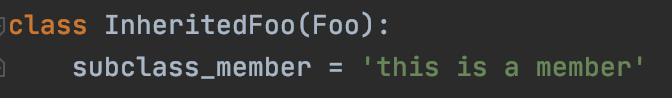 class InheritedFoo(Foo):
    subclass_member = 'this is a member'